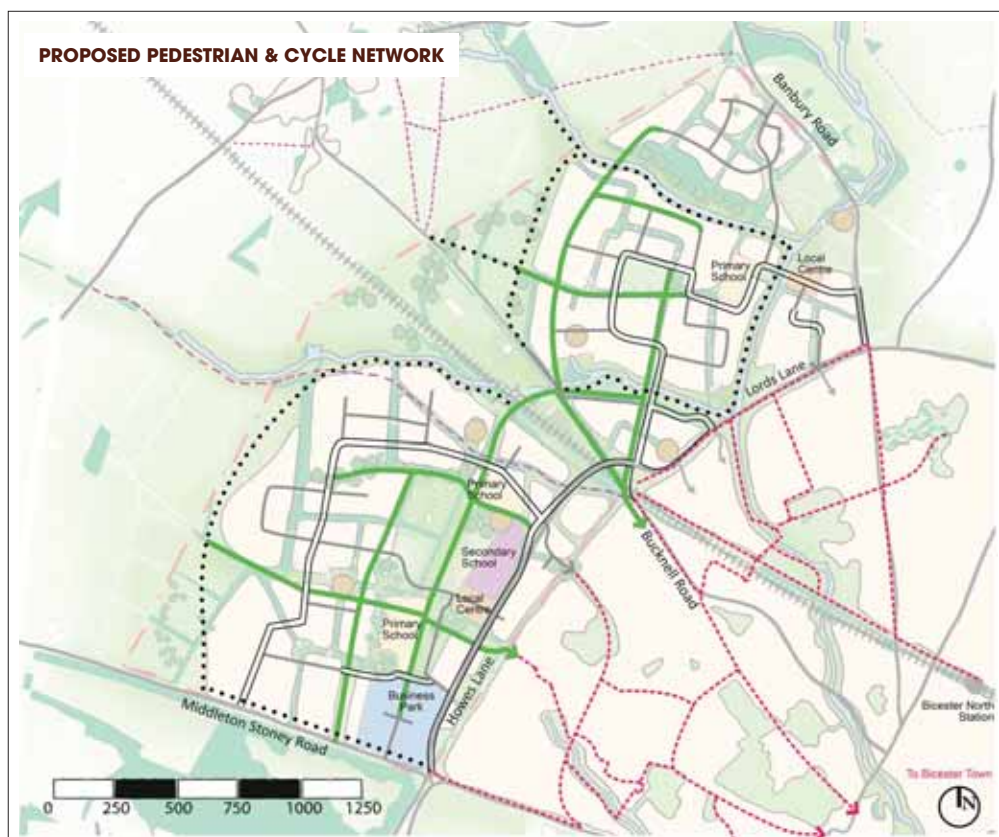 PROPOSED PEDESTRIAN & CYCLE NETWORK
Banbury Road
Primary
School
Local
Centre
Lords Lane
Primary
School
Secondary
School
Bucknell Road
Local
Centre
Primary
School
Howes Lane
Business
Park
Middleton Stoney Road
Bicester North
Station
To Bicester Town
0 250 500 750 1000 1250
N